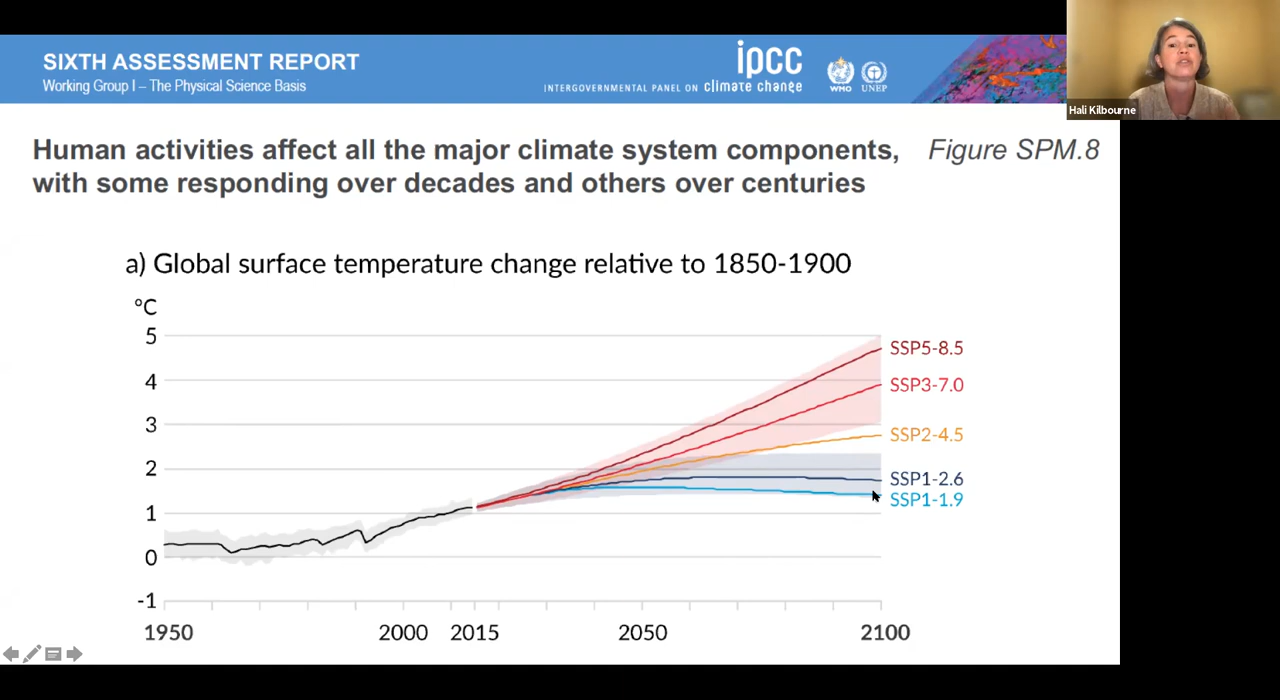 SIXTH ASSESSMENT REPORT
Working Group I – The Physical Science Basis
ipcc
INTERGOVERNMENTAL PANEL ON climate change
WMO
UNEP
Hali Kilbourne
Human activities affect all the major climate system components,
with some responding over decades and others over centuries
Figure SPM.8
a) Global surface temperature change relative to 1850-1900
°C
5
4
3
2
1
0
-1
SSP5-8.5
SSP3-7.0
SSP2-4.5
SSP1-2.6
SSP1-1.9
1950
2000
2015
2050
2100